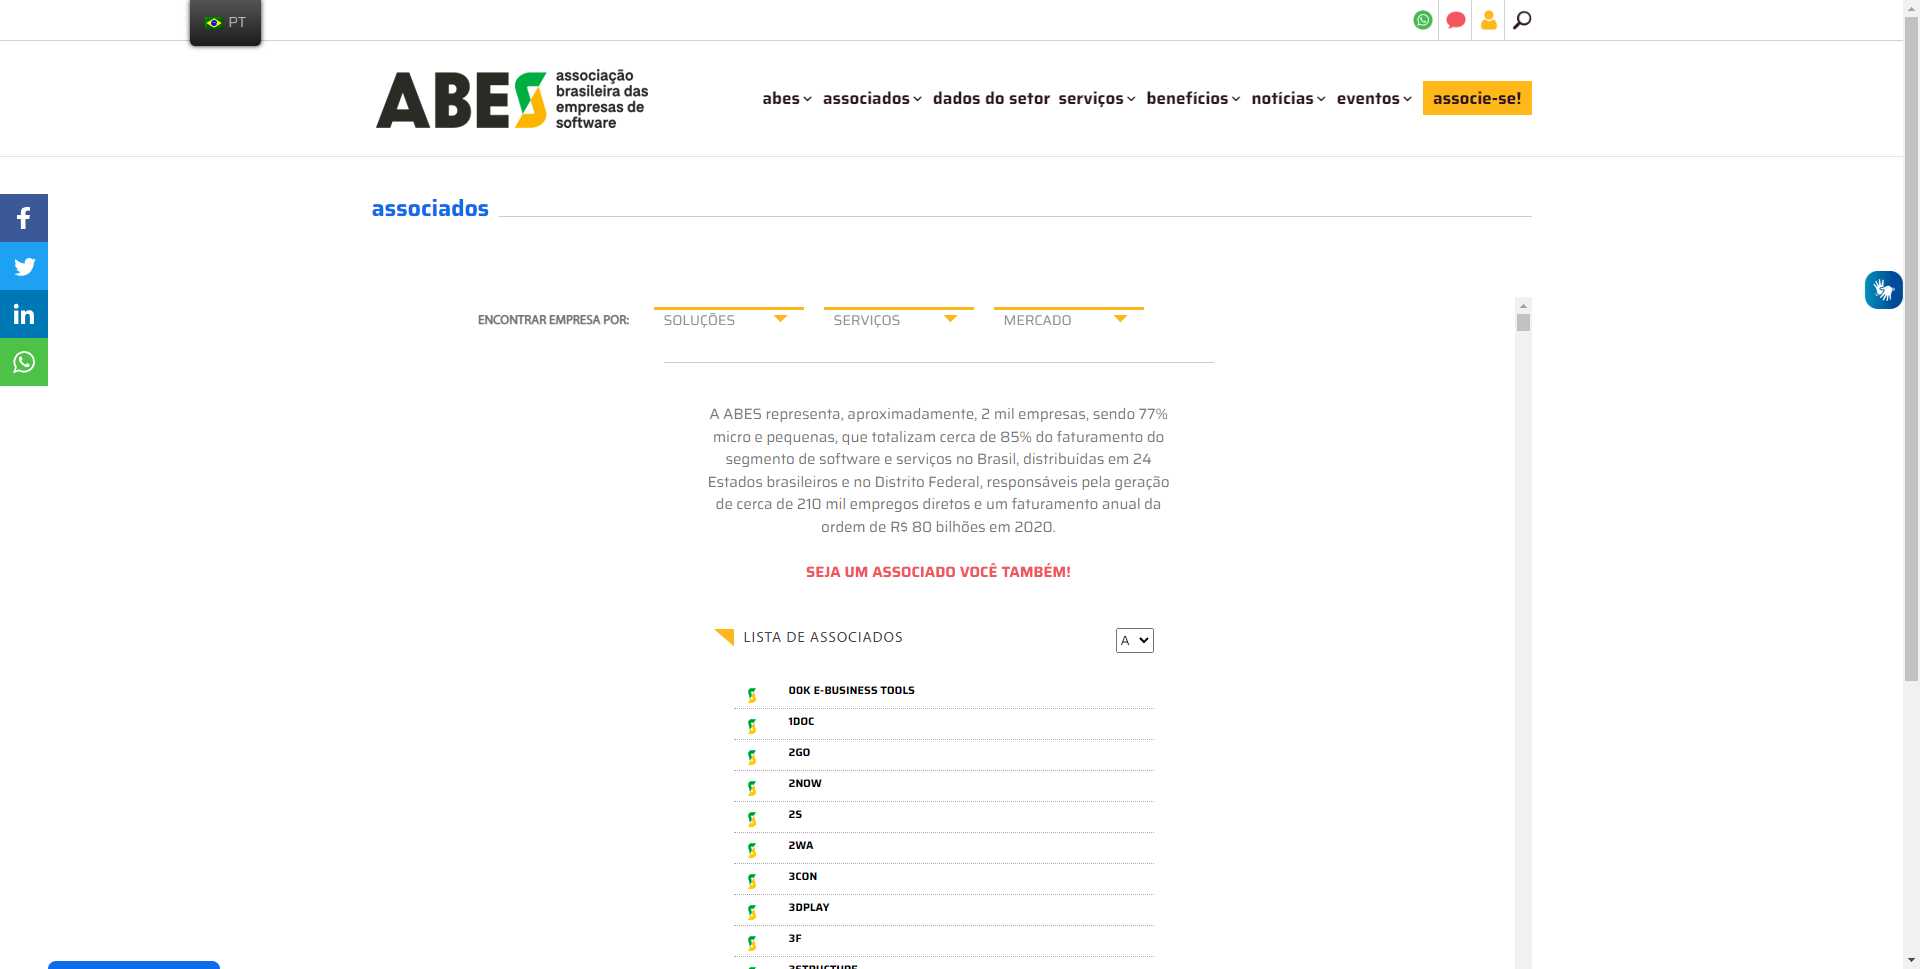 PT
ABES
associação
brasileira das
empresas de
software
abes associados dados do setor serviços benefícios notícias eventos associe-se!
associados
ENCONTRAR EMPRESA POR: SOLUÇÕES SERVIÇOS MERCADO
A ABES representa, aproximadamente, 2 mil empresas, sendo 77%
micro e pequenas, que totalizam cerca de 85% do faturamento do
segmento de software e serviços no Brasil, distribuídas em 24
Estados brasileiros e no Distrito Federal, responsáveis pela geração
de cerca de 210 mil empregos diretos e um faturamento anual da
ordem de R$ 80 bilhões em 2020.
SEJA UM ASSOCIADO VOCÊ TAMBÉM!
LISTA DE ASSOCIADOS A
00K E-BUSINESS TOOLS
1DOC
2GO
2NOW
2S
2WA
3CON
3DPLAY
3F
3STRUCTURE